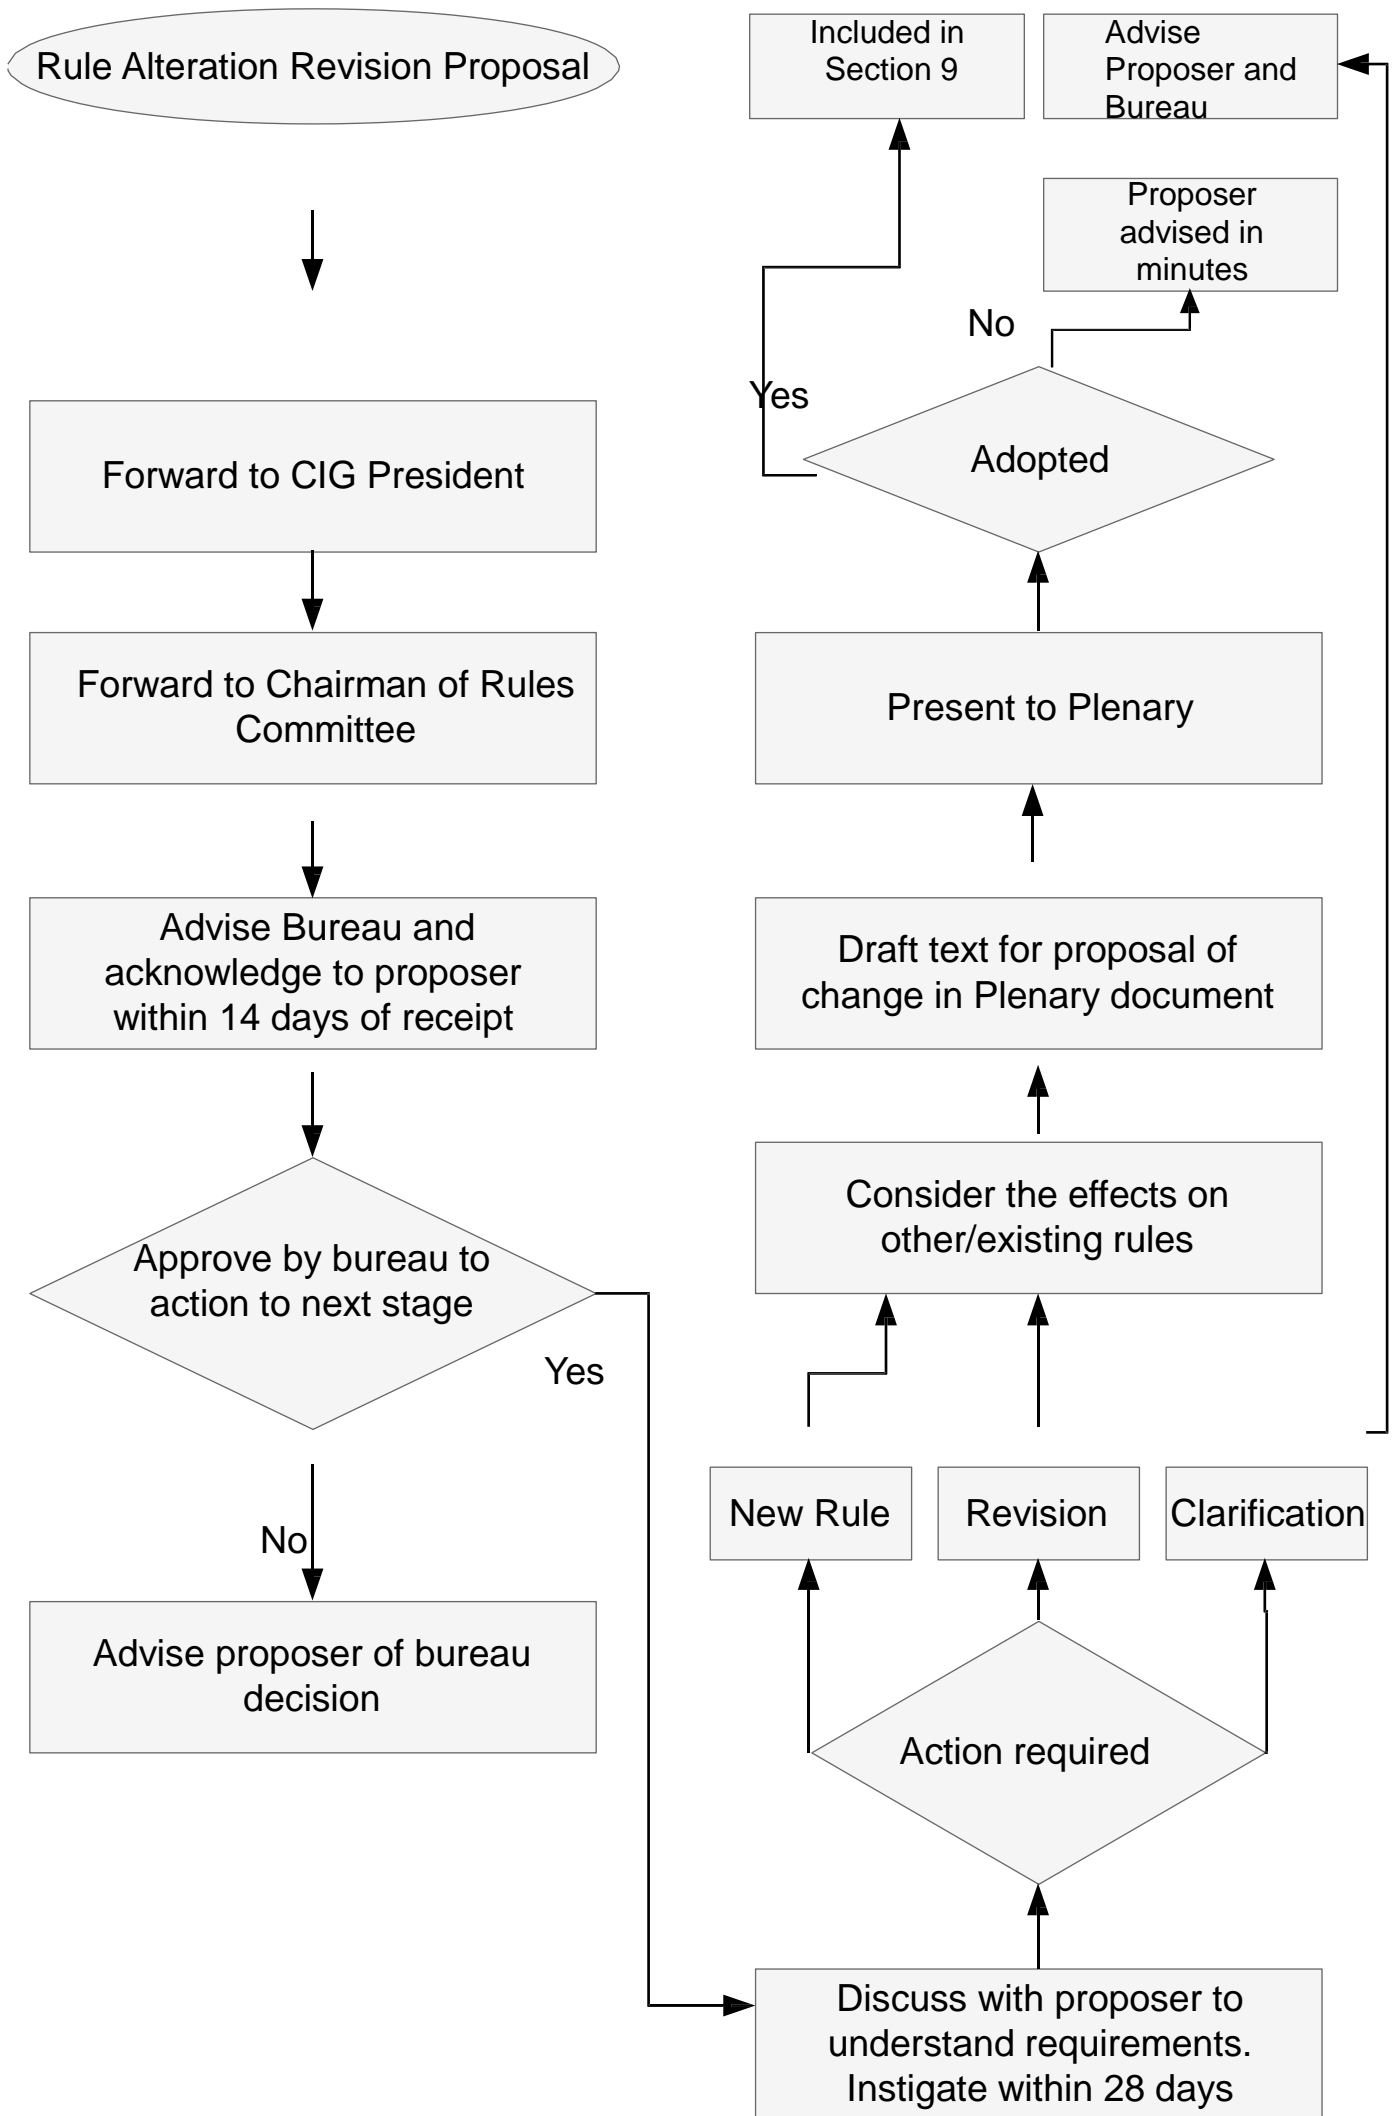 Rule Alteration Revision Proposal
Forward to CIG President
Forward to Chairman of Rules
Committee
Advise Bureau and
acknowledge to proposer
within 14 days of receipt
Approve by bureau to
action to next stage
Yes
No
Advise proposer of bureau
decision
Included in
Section 9
Advise
Proposer and
Bureau
Proposer
advised in
minutes
No
Yes
Adopted
Present to Plenary
Draft text for proposal of
change in Plenary document
Consider the effects on
other/existing rules
New Rule
Revision
Clarification
Action required
Discuss with proposer to
understand requirements.
Instigate within 28 days